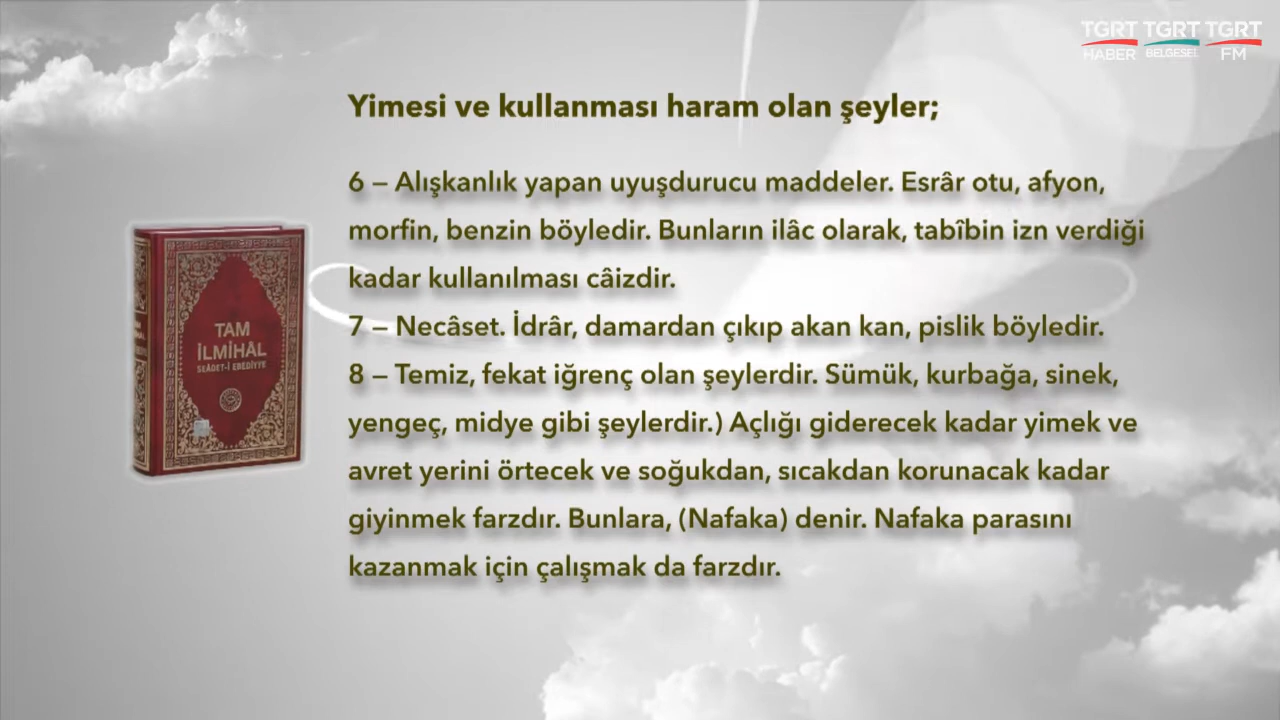 TGRT TGRT TGRT
HABER BELGESEL FM
Yimesi ve kullanması haram olan şeyler;
6 – Alışkanlık yapan uyuşdurucu maddeler. Esrâr otu, afyon,
morfin, benzin böyledir. Bunların ilâc olarak, tabîbin izn verdiği
kadar kullanılması câizdir.
7 – Necâset. İdrâr, damardan çıkıp akan kan, pislik böyledir.
8 – Temiz, fekat iğrenç olan şeylerdir. Sümük, kurbağa, sinek,
yengeç, midye gibi şeylerdir.) Açlığı giderecek kadar yimek ve
avret yerini örtecek ve soğukdan, sıcakdan korunacak kadar
giyinmek farzdır. Bunlara, (Nafaka) denir. Nafaka parasını
kazanmak için çalışmak da farzdır.
TAM
İLMİHÂL
SEÂDET-İ EBEDİYYE